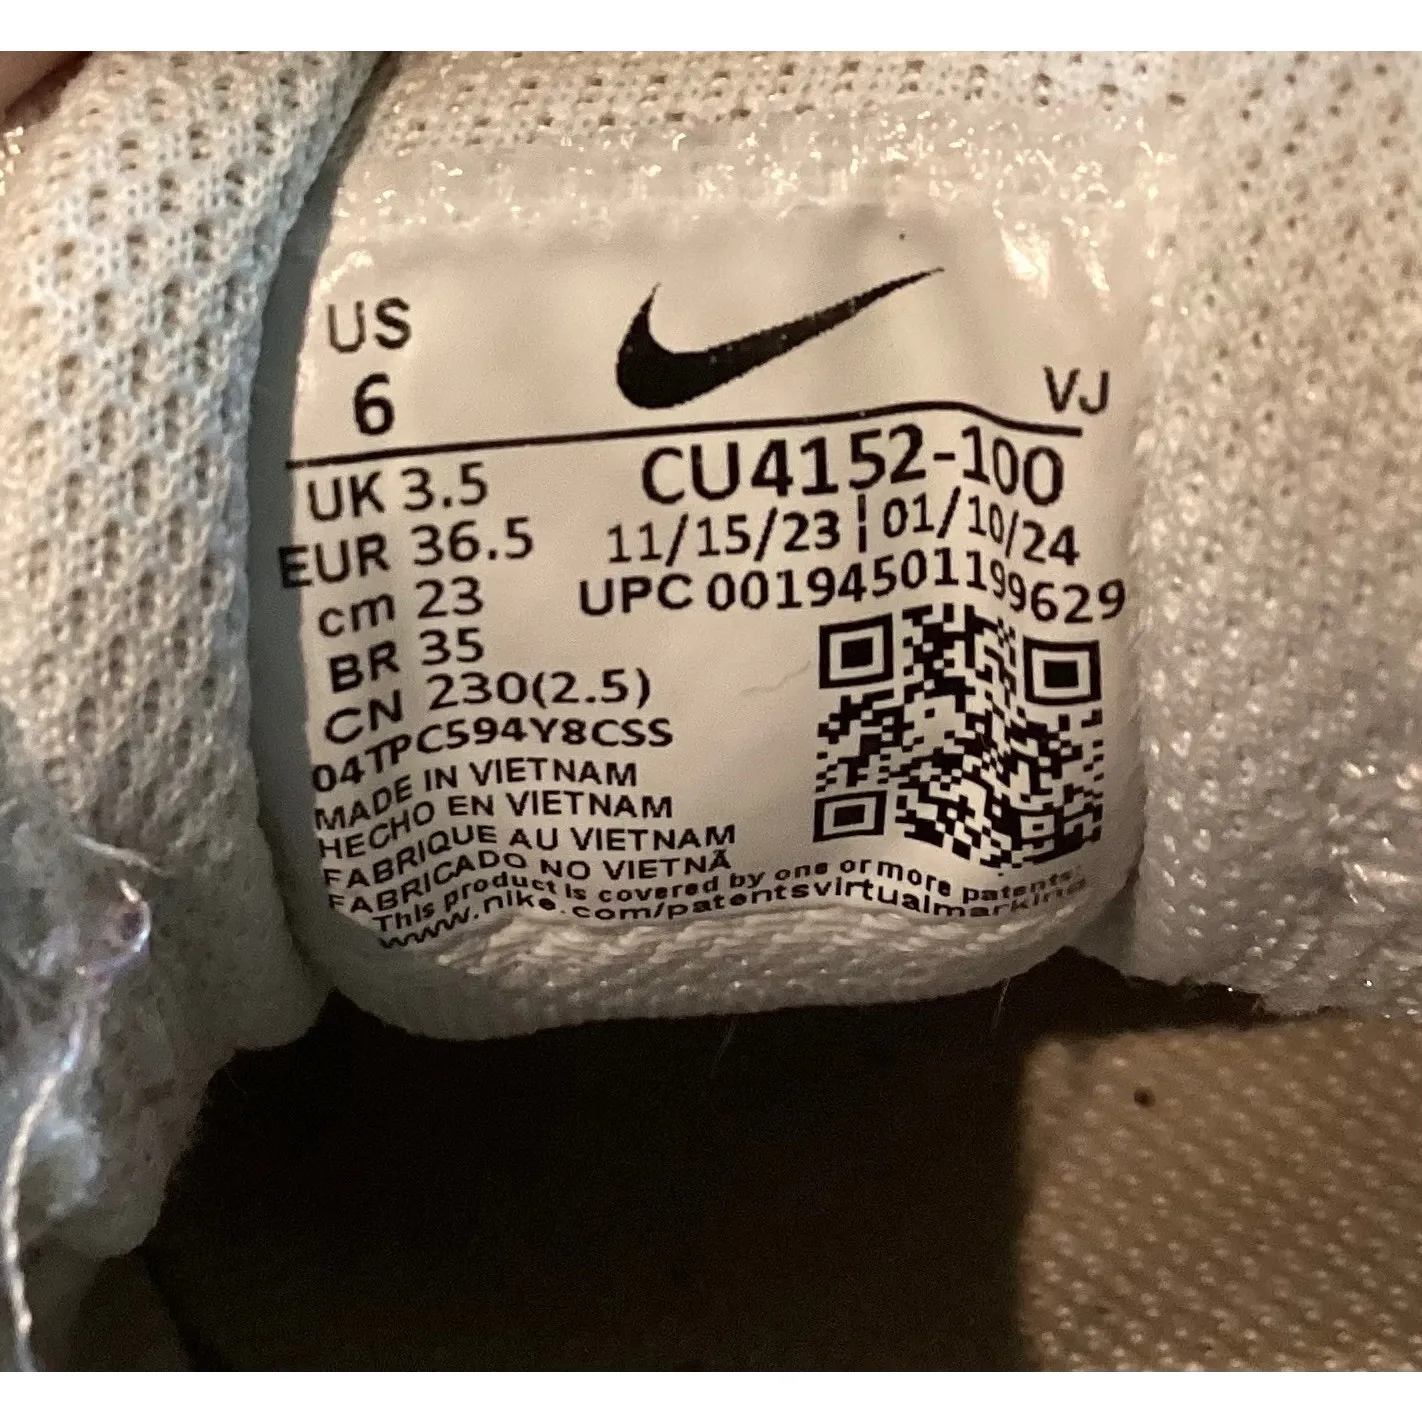 US
6
VJ
UK 3.5
CU4152-100
EUR 36.5
11/15/23 | 01/10/24
cm 23
UPC 00194501199629
BR 35
CN 230(2.5)
04TPC594Y8CSS
MADE IN VIETNAM
HECHO EN VIETNAM
FABRIQUE AU VIETNAM
FABRICADO NO VIETNÃ
This product is covered by one or more patents.
www.nike.com/patentsvirtualmarking